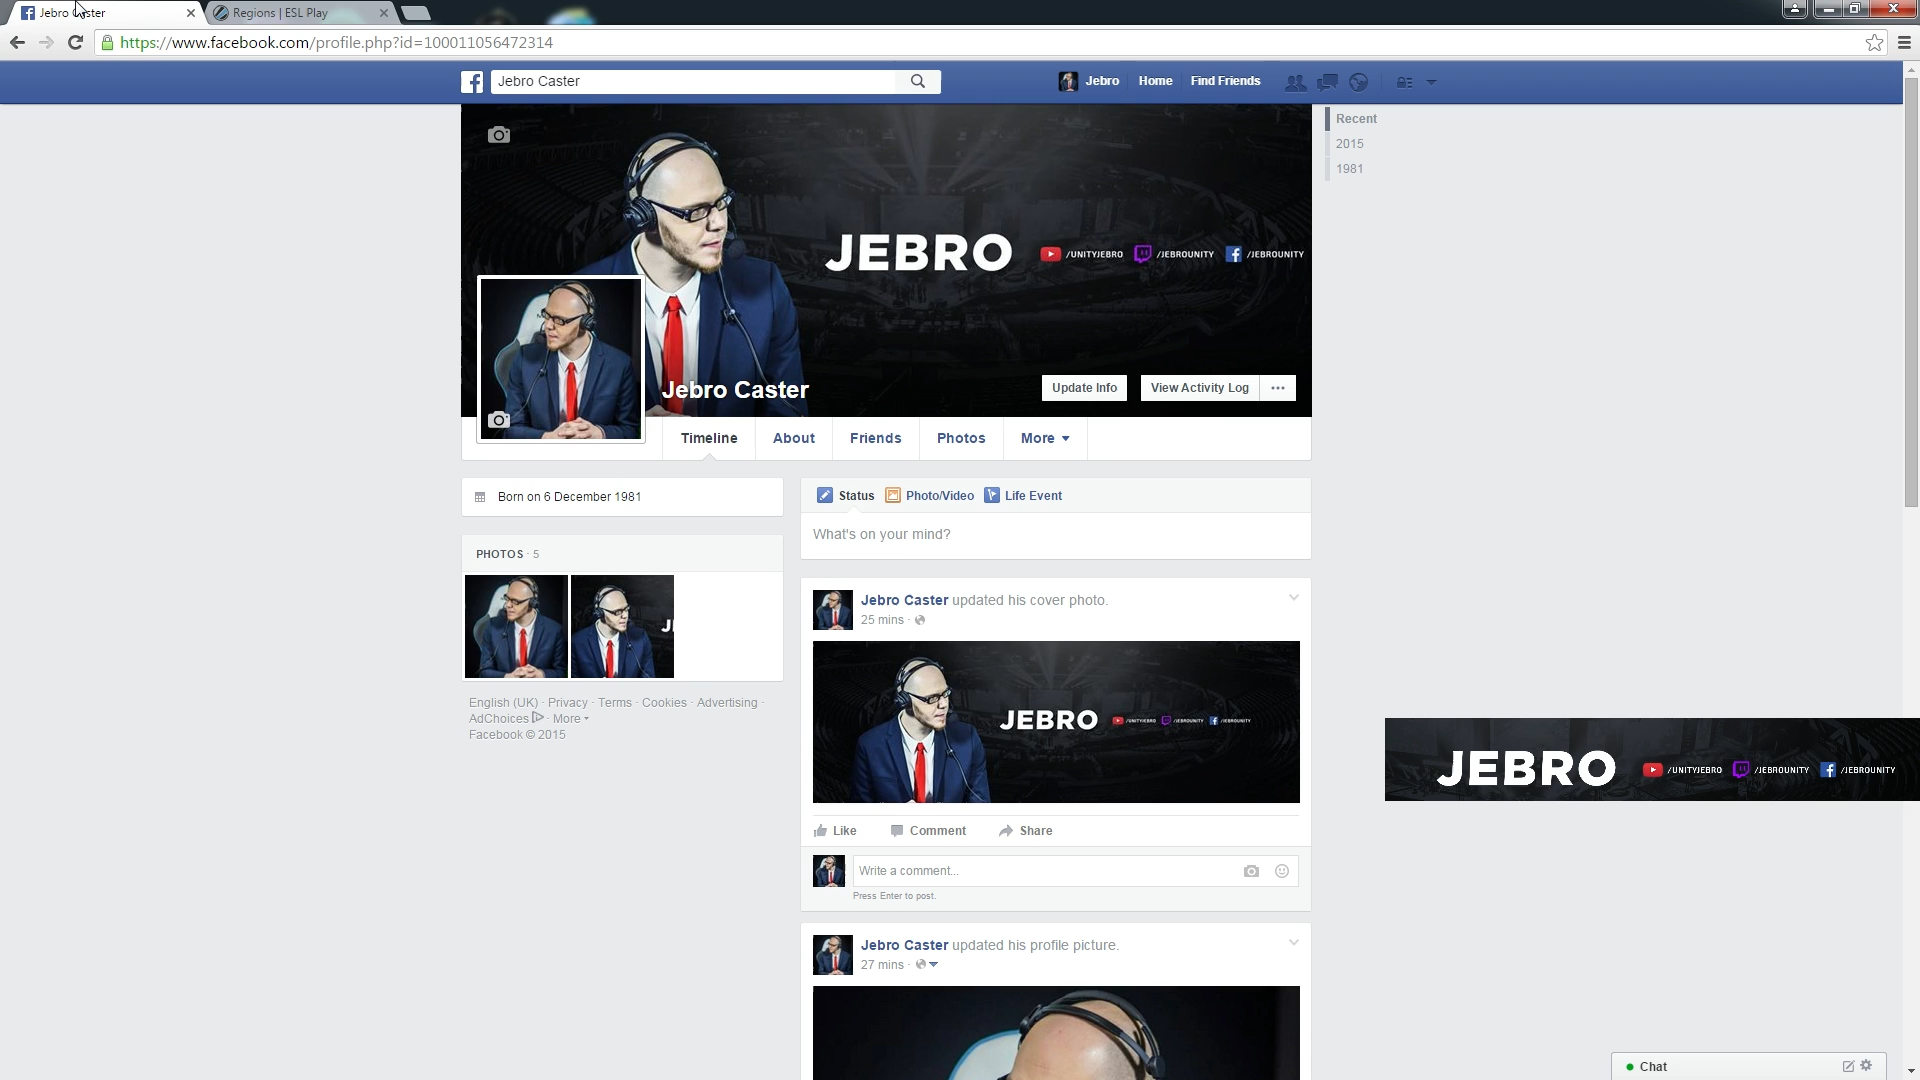 Jebro Caster
Regions | ESL Play
https://www.facebook.com/profile.php?id=100011056472314
Jebro Caster
Jebro
Home
Find Friends
Recent
2015
1981
JEBRO
/UNITYJEBRO
/JEBROUNITY
/JEBROUNITY
Jebro Caster
Update Info
View Activity Log
Timeline
About
Friends
Photos
More
Born on 6 December 1981
Status
Photo/Video
Life Event
What's on your mind?
PHOTOS · 5
Jebro Caster updated his cover photo.
25 mins ·
English (UK) · Privacy · Terms · Cookies · Advertising ·
AdChoices · More
Facebook © 2015
JEBRO
/UNITYJEBRO
/JEBROUNITY
/JEBROUNITY
Like
Comment
Share
Write a comment...
Press Enter to post.
Jebro Caster updated his profile picture.
27 mins ·
JEBRO
/UNITYJEBRO
/JEBROUNITY
/JEBROUNITY
Chat